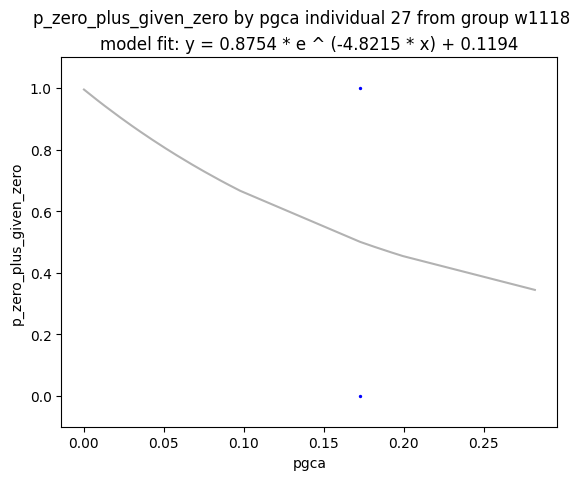 p_zero_plus_given_zero by pgca individual 27 from group w1118
model fit: y = 0.8754 * e ^ (-4.8215 * x) + 0.1194
1.0
0.8
0.6
0.4
0.2
0.0
p_zero_plus_given_zero
0.00 0.05 0.10 0.15 0.20 0.25
pgca